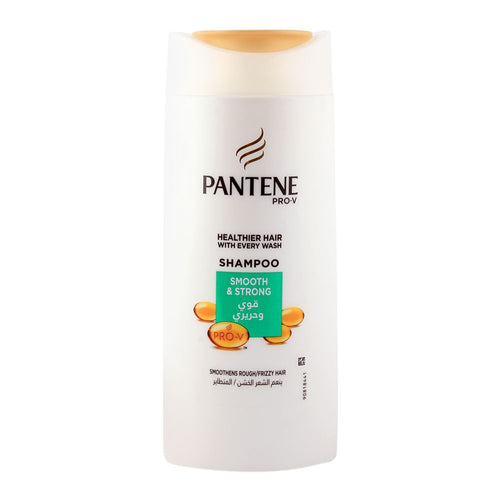 PANTENE
PRO-V
HEALTHIER HAIR
WITH EVERY WASH
SHAMPOO
SMOOTH
& STRONG
قوي
وحريري
PRO-V
SMOOTHENS ROUGH/FRIZZY HAIR
ينعم الشعر الخشن / المتطاير
90818441